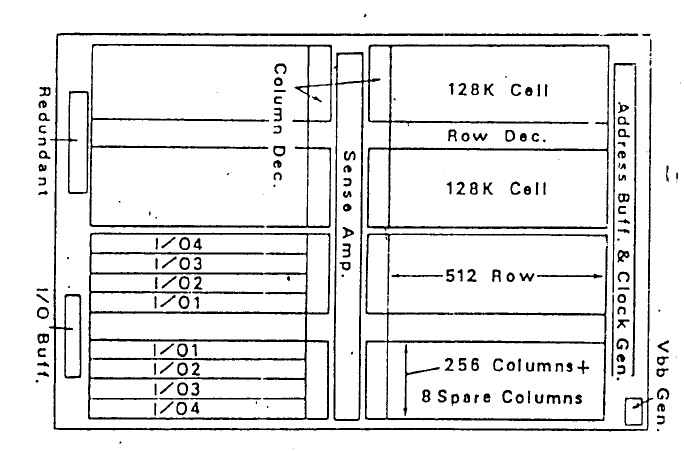 128K Cell
Row Dec.
128K Cell
Column Dec.
Sense Amp.
Address Buff. & Clock Gen.
Redundant
I/O4
I/O3
I/O2
I/O1
512 Row
I/O1
I/O2
I/O3
I/O4
256 Columns+
8 Spare Columns
I/O Buff.
Vbb Gen.